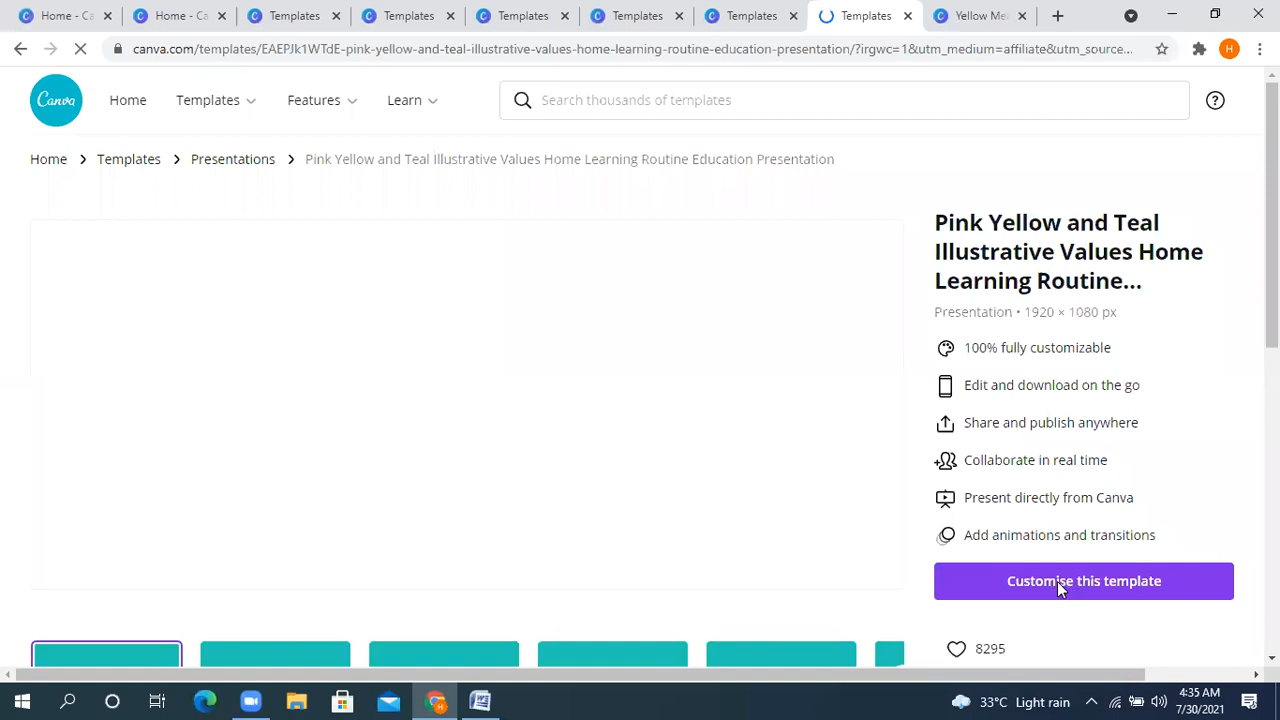 Home - Ca
Home - Ca
Templates
Templates
Templates
Templates
Templates
Templates
Yellow Me
canva.com/templates/EAEPJk1WTdE-pink-yellow-and-teal-illustrative-values-home-learning-routine-education-presentation/?irgwc=1&utm_medium=affiliate&utm_source...
H
Canva
Home
Templates
Features
Learn
Search thousands of templates
Home
Templates
Presentations
Pink Yellow and Teal Illustrative Values Home Learning Routine Education Presentation
Pink Yellow and Teal
Illustrative Values Home
Learning Routine...
Presentation • 1920 × 1080 px
100% fully customizable
Edit and download on the go
Share and publish anywhere
Collaborate in real time
Present directly from Canva
Add animations and transitions
Customise this template
8295
33°C Light rain
4:35 AM
7/30/2021